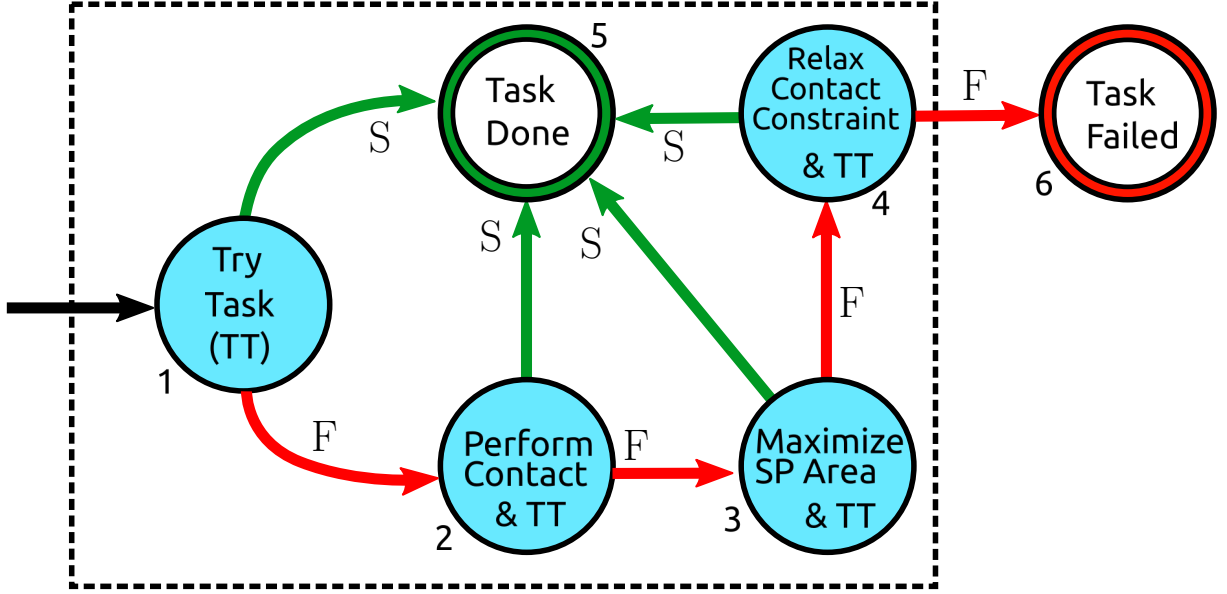 5
Task
Done
Relax
Contact
Constraint
& TT
4
F
Task
Failed
6
S
S
S
S
Try
Task
(TT)
1
F
F
Perform
Contact
& TT
2
F
Maximize
SP Area
& TT
3